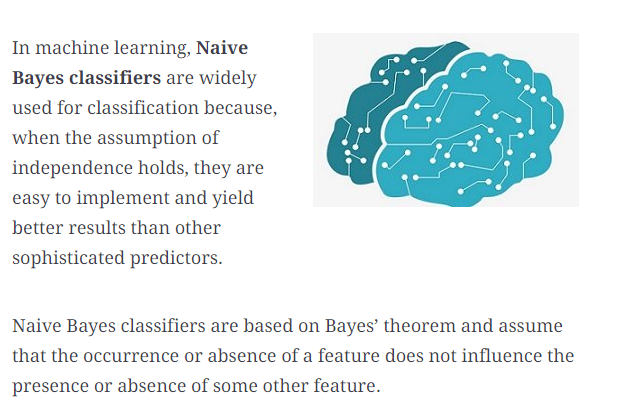 In machine learning, Naive
Bayes classifiers are widely
used for classification because,
when the assumption of
independence holds, they are
easy to implement and yield
better results than other
sophisticated predictors.
Naive Bayes classifiers are based on Bayes’ theorem and assume
that the occurrence or absence of a feature does not influence the
presence or absence of some other feature.